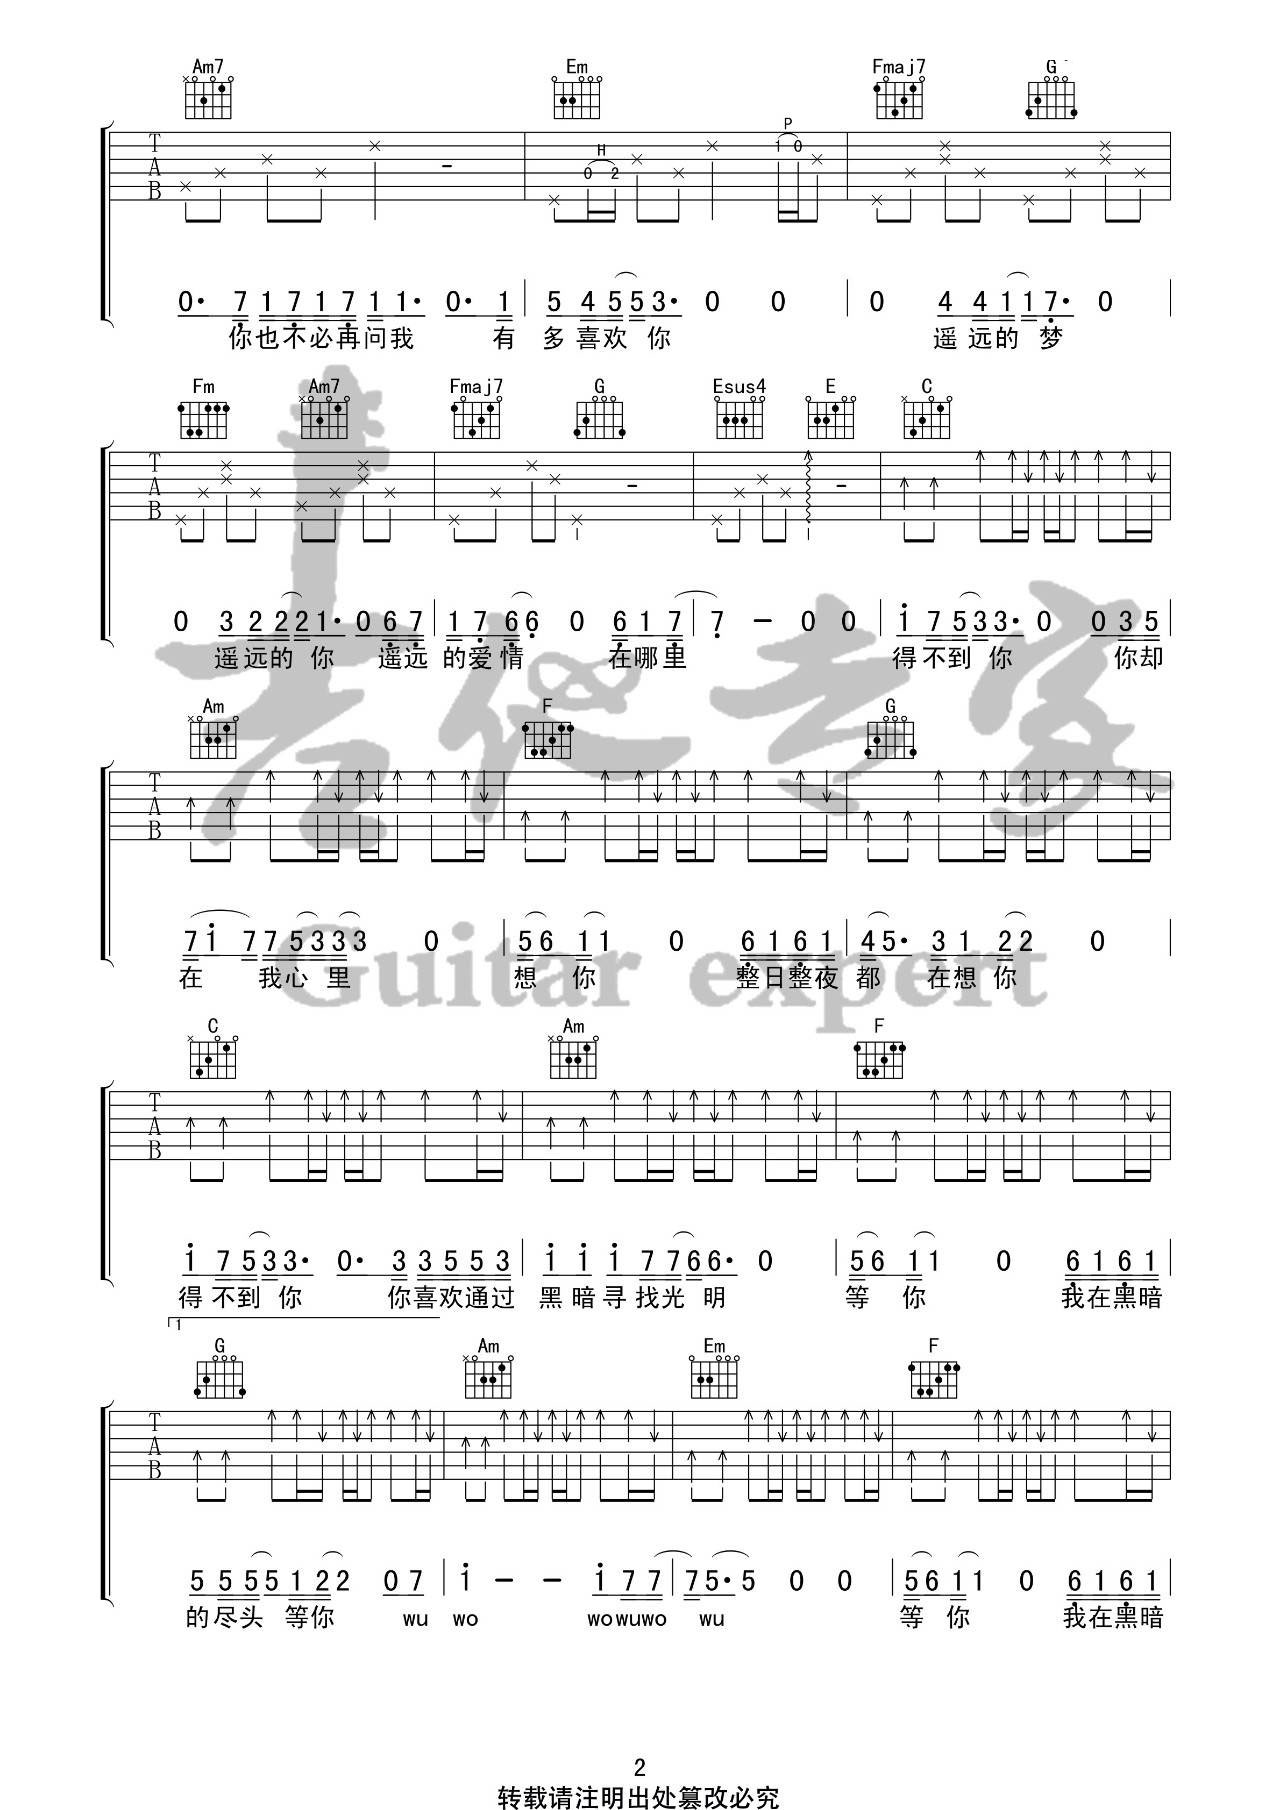 Am7 Em Fmaj7 G
H P
T A B 0 2 1 0
0· 7 1 7 1 7 1 1· 0· 1 5 4 5 5 3· 0 0 0 4 4 1 1 7· 0
你也不必再问我 有 多 喜欢 你 遥 远的 梦
Fm Am7 Fmaj7 G Esus4 E C
T A B
0 3 2 2 2 1· 0 6 7 1 7 6 6 0 6 1 7 7 - 0 0 1 7 5 3 3· 0 0 3 5
遥远的 你 遥远 的爱 情 在哪里 得不到 你 你却
Am F G
T A B
7 1 7 7 5 3 3 3 0 5 6 1 1 0 6 1 6 1 4 5· 3 1 2 2 0
在 我心 里 想 你 整日整夜 都 在想 你
吉他专家
Guitar expert
C Am F
T A B
1 7 5 3 3· 0· 3 3 5 5 3 1 1 1 7 7 6 6· 0 5 6 1 1 0 6 1 6 1
得 不到 你 你喜欢通过 黑 暗 寻 找光 明 等 你 我在黑暗
1
G Am Em F
T A B
5 5 5 5 1 2 2 0 7 1 - - 1 7 7 7 5· 5 0 0 5 6 1 1 0 6 1 6 1
的尽头 等你 wu wo wowuwo wu 等 你 我在黑暗
2
转载请注明出处篡改必究